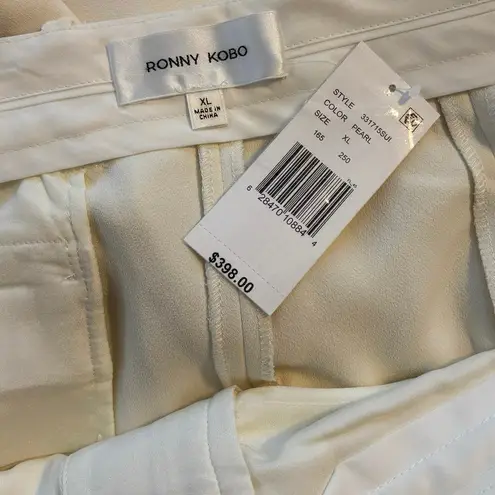 RONNY KOBO
XL
MADE IN
CHINA
STYLE 331715SUI
COLOR PEARL
SIZE XL
165 250
6 28470 10884 4
$398.00